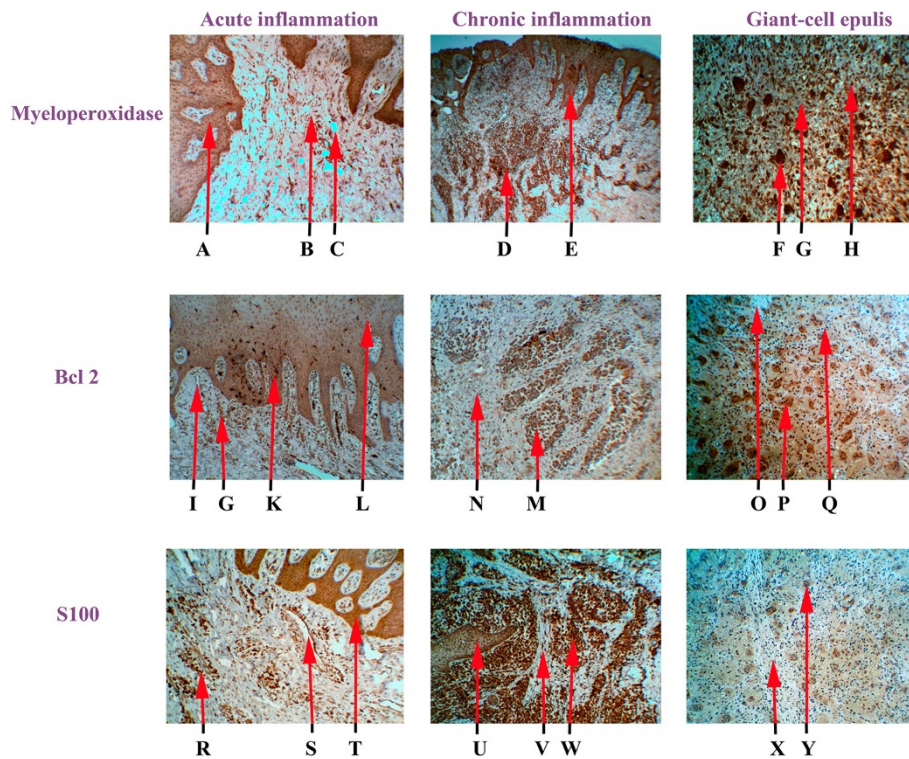 Acute inflammation Chronic inflammation Giant-cell epulis
Myeloperoxidase
A B C D E F G H
Bcl 2
I G K L N M O P Q
S100
R S T U V W X Y